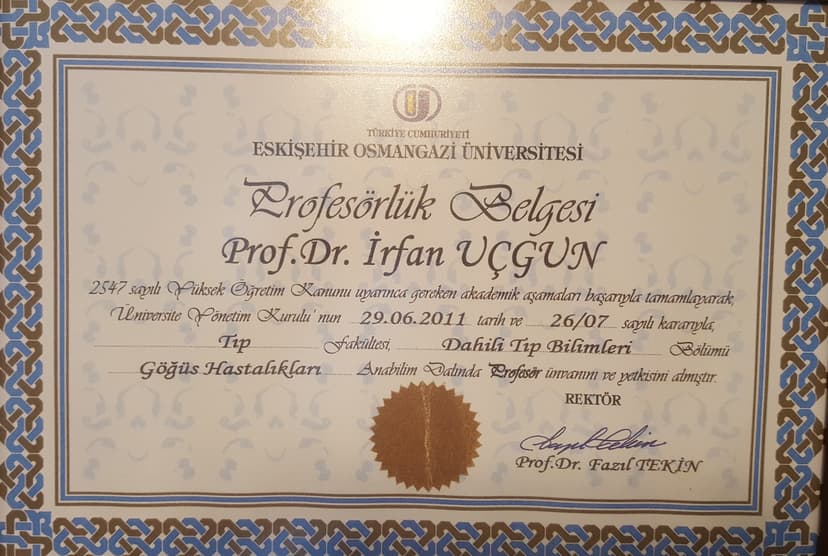 TÜRKİYE CUMHURİYETİ
ESKİŞEHİR OSMANGAZİ ÜNİVERSİTESİ
Profesörlük Belgesi
Prof.Dr. İrfan UÇGUN
2547 sayılı Yüksek Öğretim Kanunu uyarınca gereken akademik aşamaları başarıyla tamamlayarak,
Üniversite Yönetim Kurulu'nun 29.06.2011 tarih ve 26/07 sayılı kararıyla,
Tıp Fakültesi, Dahili Tıp Bilimleri Bölümü
Göğüs Hastalıkları Anabilim Dalında Profesör ünvanını ve yetkisini almıştır.
REKTÖR
Prof.Dr. Fazıl TEKİN